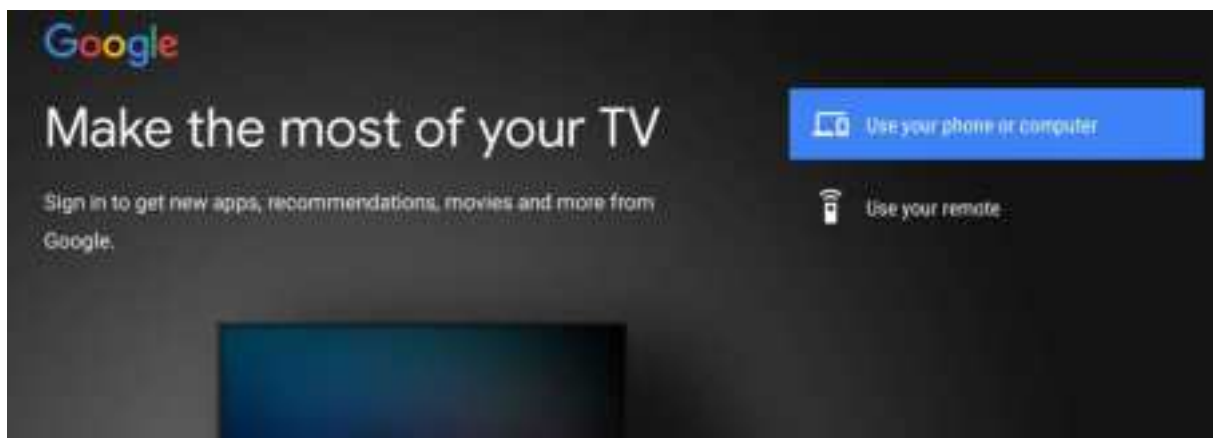 Google
Make the most of your TV
Sign in to get new apps, recommendations, movies and more from
Google.
Use your phone or computer
Use your remote